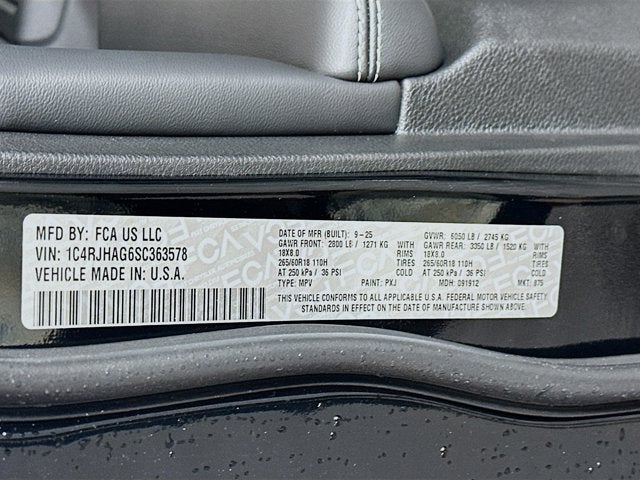 MFD BY: FCA US LLC
VIN: 1C4RJHAG6SC363578
VEHICLE MADE IN: U.S.A.
DATE OF MFR (BUILT): 9-25 GVWR: 6050 LB / 2745 KG
GAWR FRONT: 2800 LB / 1271 KG WITH GAWR REAR: 3350 LB / 1520 KG WITH
18X8.0 RIMS 18X8.0 RIMS
265/60R18 110H TIRES 265/60R18 110H TIRES
AT 250 kPa / 36 PSI COLD AT 250 kPa / 36 PSI COLD
TYPE: MPV PAINT: PXJ MDH: 091912 MKT: 875
THIS VEHICLE CONFORMS TO ALL APPLICABLE U.S.A. FEDERAL MOTOR VEHICLE SAFETY
STANDARDS IN EFFECT ON THE DATE OF MANUFACTURE SHOWN ABOVE.